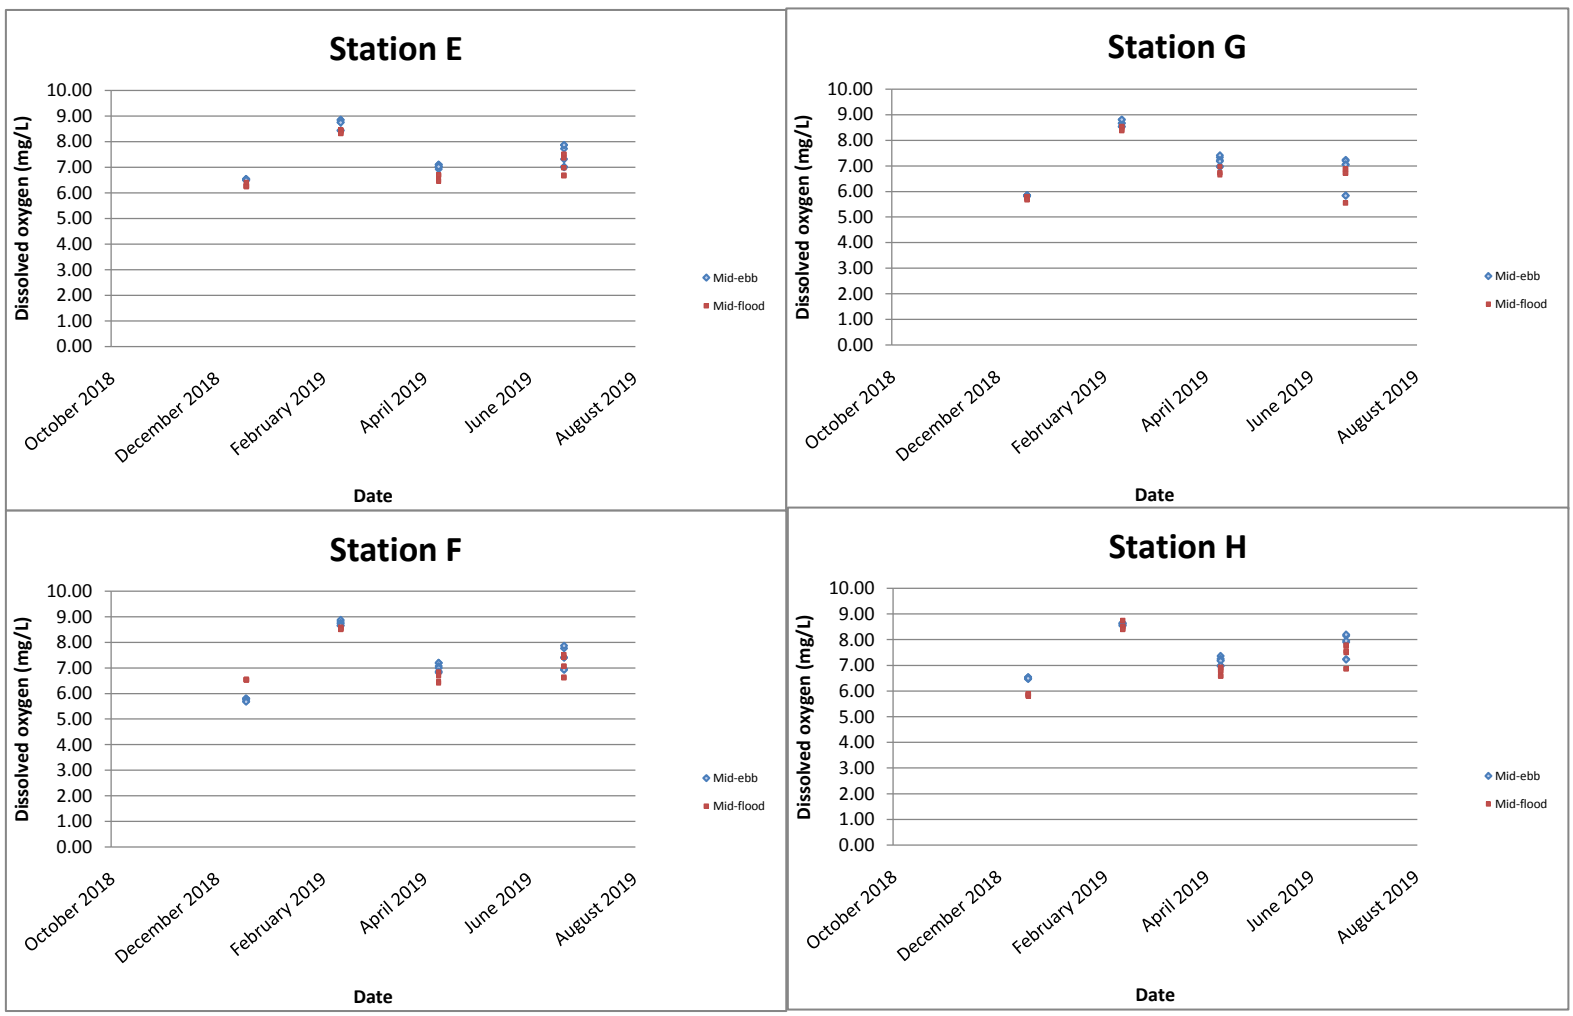 Station E
10.00
9.00
8.00
7.00
6.00
5.00
4.00
3.00
2.00
1.00
0.00
Dissolved oxygen (mg/L)
October 2018
December 2018
February 2019
April 2019
June 2019
August 2019
Date
Mid-ebb
Mid-flood
Station G
10.00
9.00
8.00
7.00
6.00
5.00
4.00
3.00
2.00
1.00
0.00
Dissolved oxygen (mg/L)
October 2018
December 2018
February 2019
April 2019
June 2019
August 2019
Date
Mid-ebb
Mid-flood
Station F
10.00
9.00
8.00
7.00
6.00
5.00
4.00
3.00
2.00
1.00
0.00
Dissolved oxygen (mg/L)
October 2018
December 2018
February 2019
April 2019
June 2019
August 2019
Date
Mid-ebb
Mid-flood
Station H
10.00
9.00
8.00
7.00
6.00
5.00
4.00
3.00
2.00
1.00
0.00
Dissolved oxygen (mg/L)
October 2018
December 2018
February 2019
April 2019
June 2019
August 2019
Date
Mid-ebb
Mid-flood